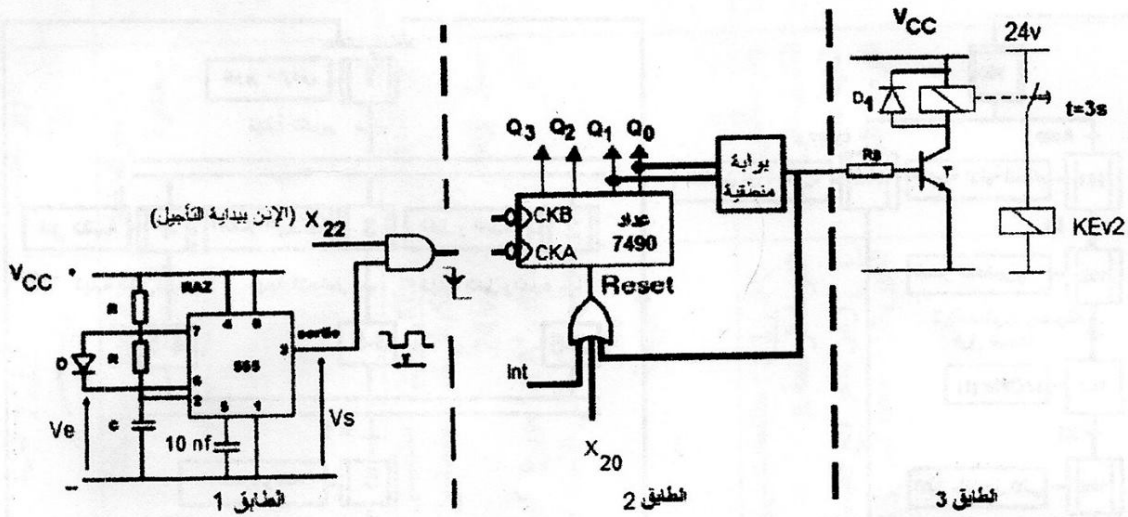 X22 (الإذن ببداية التأجيل)
VCC
R
RAZ
4
8
7
R
D
555
sortie
3
6
2
5
1
Ve
C
10 nf
Vs
T
الطابق 1
Q3 Q2 Q1 Q0
CKB
CKA
عداد
7490
بوابة
منطقية
Reset
Int
X20
الطابق 2
VCC
24v
D1
t=3s
T
KEv2
الطابق 3